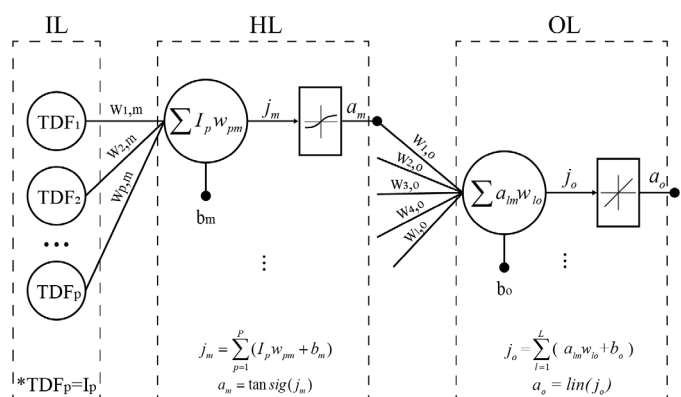 IL
HL
OL
TDF₁
TDF₂
...
TDFₚ
*TDFₚ=Iₚ
W₁,m
W₂,m
Wₚ,m
∑ Iₚ wₚₘ
bₘ
jₘ
aₘ
⋮
jₘ = ∑_{p=1}^{P} (Iₚ wₚₘ + bₘ)
aₘ = tan sig(jₘ)
W₁,o
W₂,o
W₃,o
W₄,o
Wₗ,o
∑ aₗₘ wₗₒ
bₒ
jₒ
aₒ
⋮
jₒ = ∑_{l=1}^{L} ( aₗₘ wₗₒ + bₒ )
aₒ = lin(jₒ)